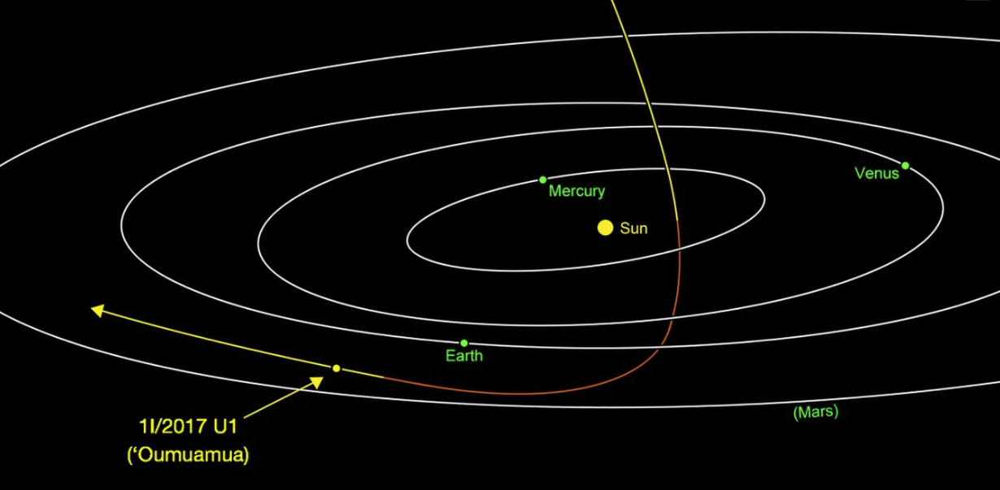 Venus
Mercury
Sun
Earth
1I/2017 U1
(‘Oumuamua)
(Mars)